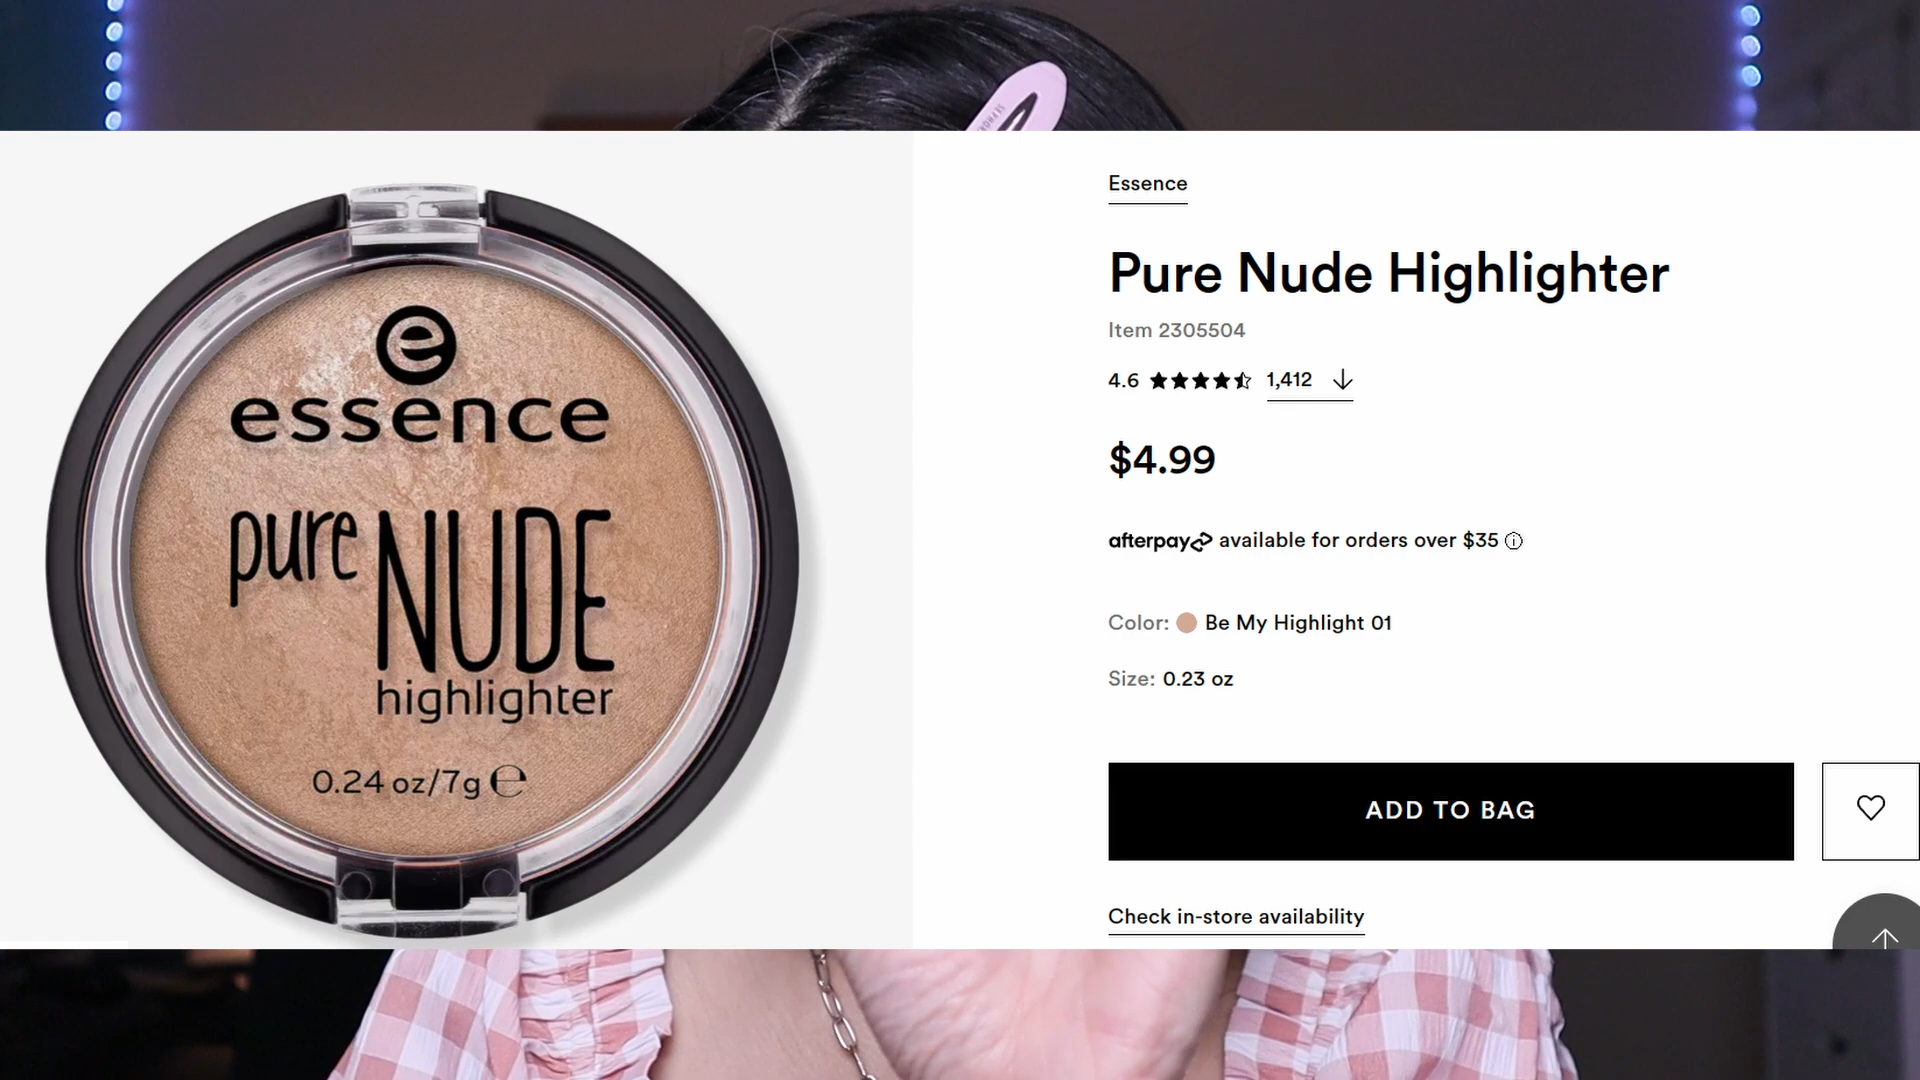 SEPHORA
Essence
Pure Nude Highlighter
Item 2305504
4.6 1,412
$4.99
afterpay available for orders over $35
Color: Be My Highlight 01
Size: 0.23 oz
ADD TO BAG
Check in-store availability
e
essence
pure NUDE
highlighter
0.24 oz/7g ℮